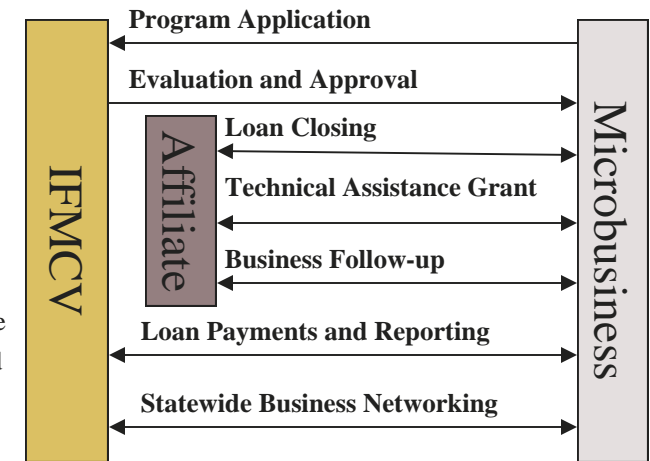 Program Application
Evaluation and Approval
Loan Closing
Technical Assistance Grant
Business Follow-up
Loan Payments and Reporting
Statewide Business Networking
IFMCV
Affiliate
Microbusiness